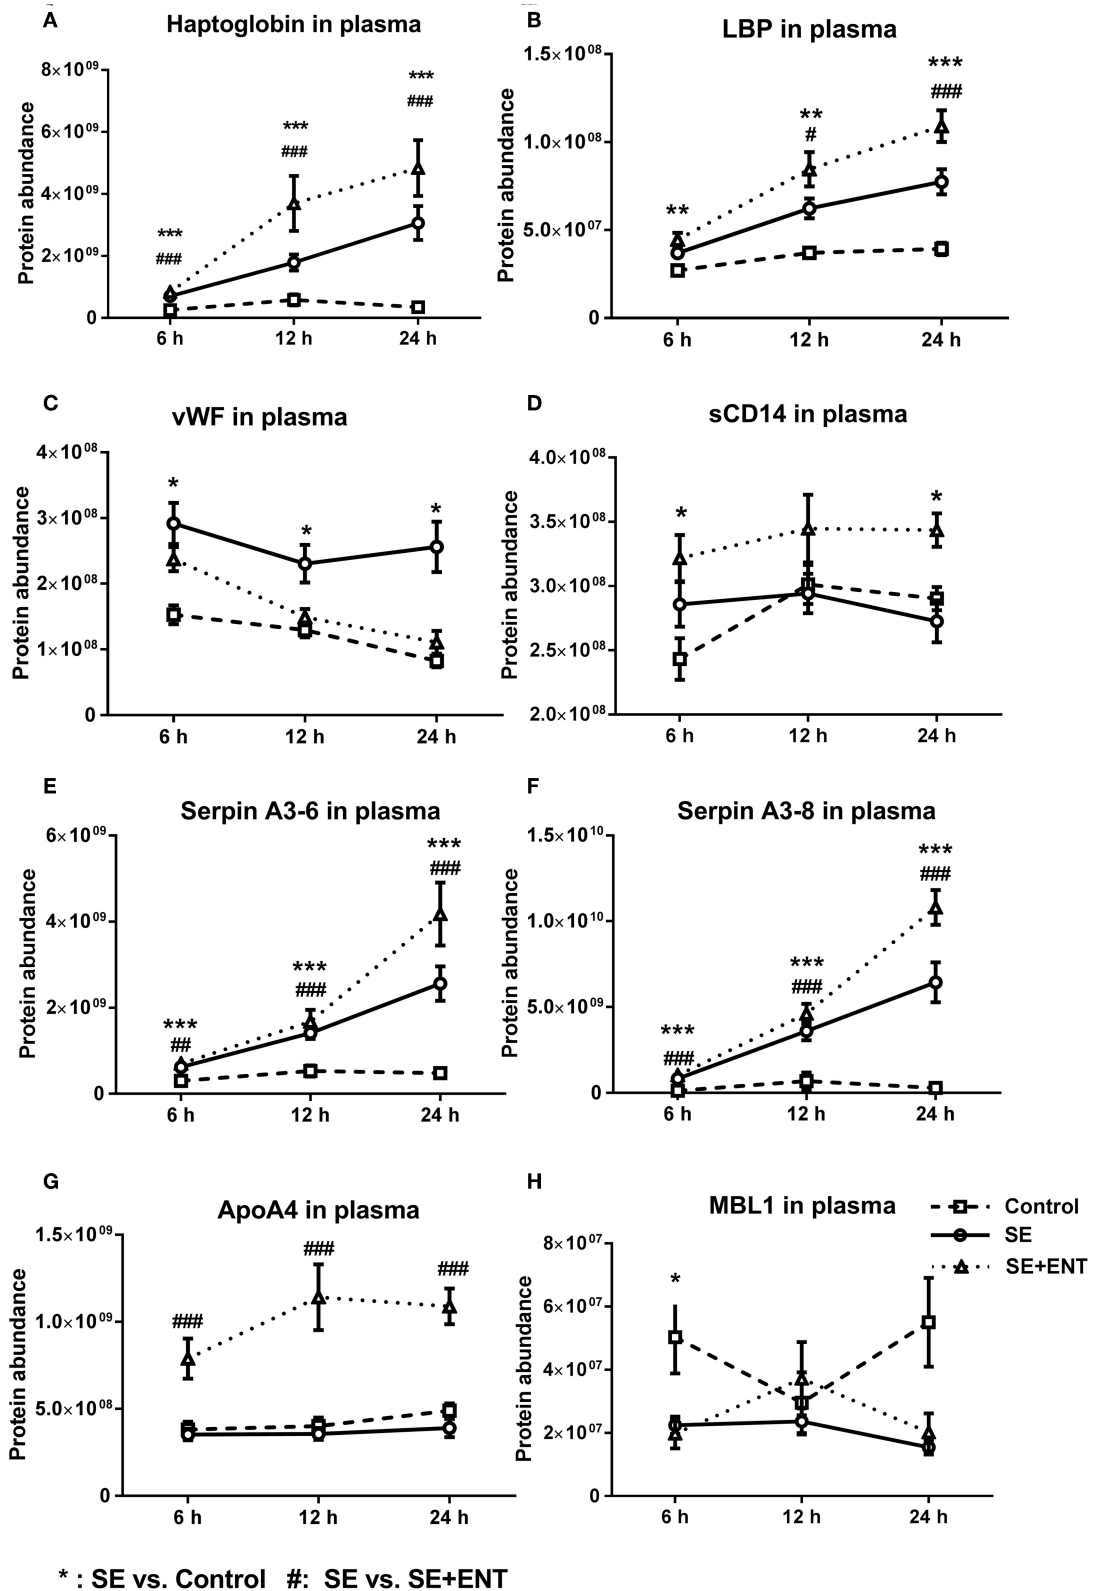 A Haptoglobin in plasma
Protein abundance
8×10⁰⁹
6×10⁰⁹
4×10⁰⁹
2×10⁰⁹
0
*** *** ***
### ### ###
6 h 12 h 24 h
B LBP in plasma
Protein abundance
1.5×10⁰⁸
1.0×10⁰⁸
5.0×10⁰⁷
0
** ** ***
# ###
6 h 12 h 24 h
C vWF in plasma
Protein abundance
4×10⁰⁸
3×10⁰⁸
2×10⁰⁸
1×10⁰⁸
0
* * *
6 h 12 h 24 h
D sCD14 in plasma
Protein abundance
4.0×10⁰⁸
3.5×10⁰⁸
3.0×10⁰⁸
2.5×10⁰⁸
2.0×10⁰⁸
* *
6 h 12 h 24 h
E Serpin A3-6 in plasma
Protein abundance
6×10⁰⁹
4×10⁰⁹
2×10⁰⁹
0
*** *** ***
## ### ###
6 h 12 h 24 h
F Serpin A3-8 in plasma
Protein abundance
1.5×10¹⁰
1.0×10¹⁰
5.0×10⁰⁹
0
*** *** ***
### ### ###
6 h 12 h 24 h
G ApoA4 in plasma
Protein abundance
1.5×10⁰⁹
1.0×10⁰⁹
5.0×10⁰⁸
0
### ### ###
6 h 12 h 24 h
H MBL1 in plasma
Control
SE
SE+ENT
Protein abundance
8×10⁰⁷
6×10⁰⁷
4×10⁰⁷
2×10⁰⁷
0
*
6 h 12 h 24 h
* : SE vs. Control #: SE vs. SE+ENT